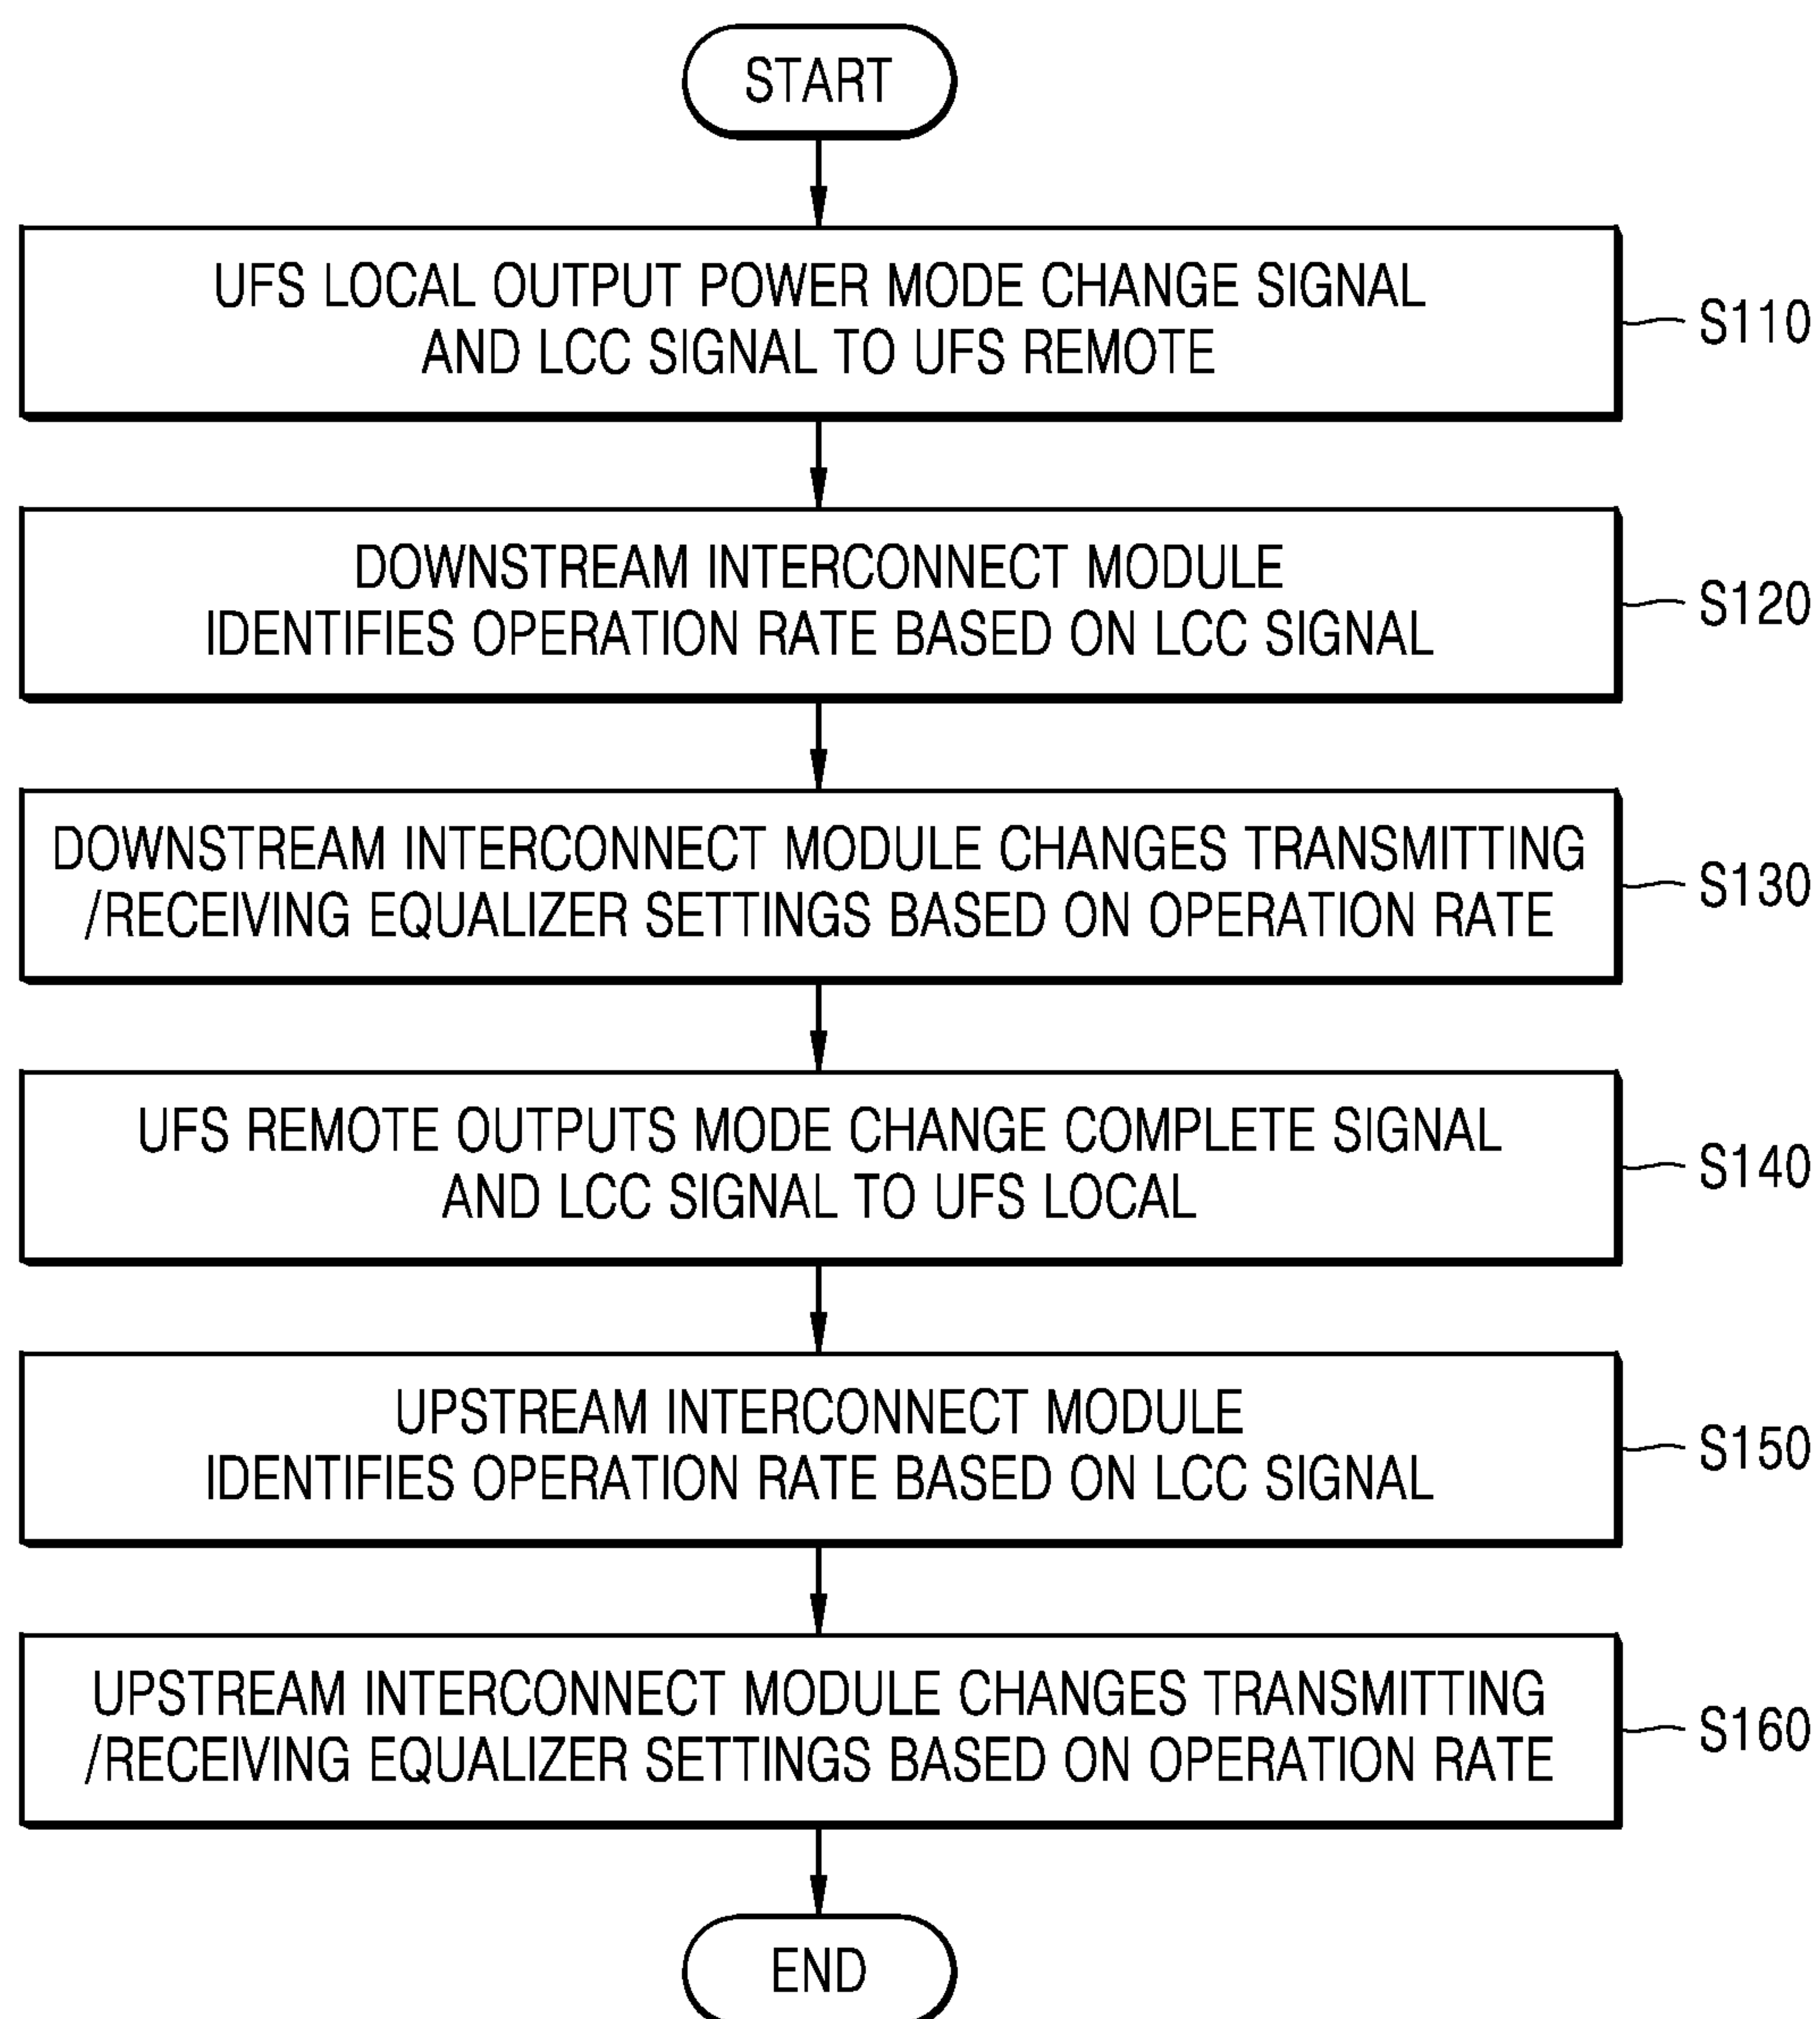 START
UFS LOCAL OUTPUT POWER MODE CHANGE SIGNAL
AND LCC SIGNAL TO UFS REMOTE
S110
DOWNSTREAM INTERCONNECT MODULE
IDENTIFIES OPERATION RATE BASED ON LCC SIGNAL
S120
DOWNSTREAM INTERCONNECT MODULE CHANGES TRANSMITTING
/RECEIVING EQUALIZER SETTINGS BASED ON OPERATION RATE
S130
UFS REMOTE OUTPUTS MODE CHANGE COMPLETE SIGNAL
AND LCC SIGNAL TO UFS LOCAL
S140
UPSTREAM INTERCONNECT MODULE
IDENTIFIES OPERATION RATE BASED ON LCC SIGNAL
S150
UPSTREAM INTERCONNECT MODULE CHANGES TRANSMITTING
/RECEIVING EQUALIZER SETTINGS BASED ON OPERATION RATE
S160
END